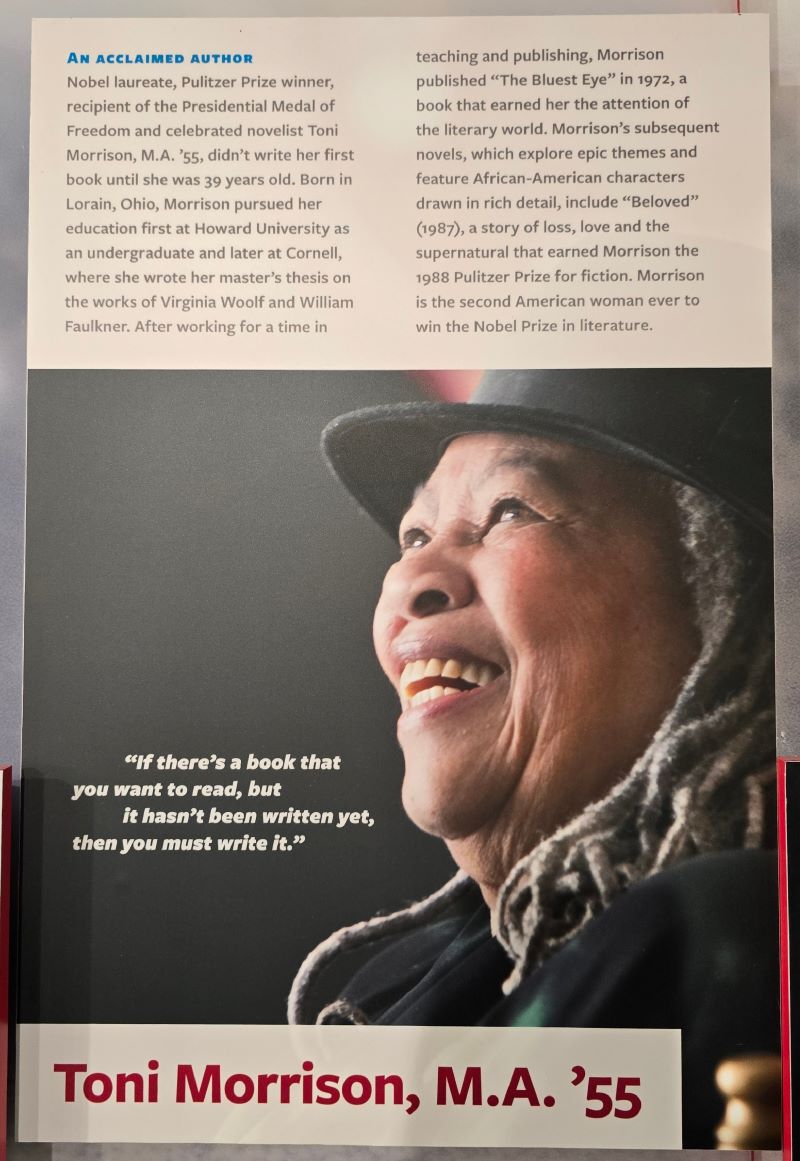 AN ACCLAIMED AUTHOR
Nobel laureate, Pulitzer Prize winner,
recipient of the Presidential Medal of
Freedom and celebrated novelist Toni
Morrison, M.A. ’55, didn’t write her first
book until she was 39 years old. Born in
Lorain, Ohio, Morrison pursued her
education first at Howard University as
an undergraduate and later at Cornell,
where she wrote her master’s thesis on
the works of Virginia Woolf and William
Faulkner. After working for a time in
teaching and publishing, Morrison
published “The Bluest Eye” in 1972, a
book that earned her the attention of
the literary world. Morrison’s subsequent
novels, which explore epic themes and
feature African-American characters
drawn in rich detail, include “Beloved”
(1987), a story of loss, love and the
supernatural that earned Morrison the
1988 Pulitzer Prize for fiction. Morrison
is the second American woman ever to
win the Nobel Prize in literature.
“If there’s a book that
you want to read, but
it hasn’t been written yet,
then you must write it.”
Toni Morrison, M.A. ’55